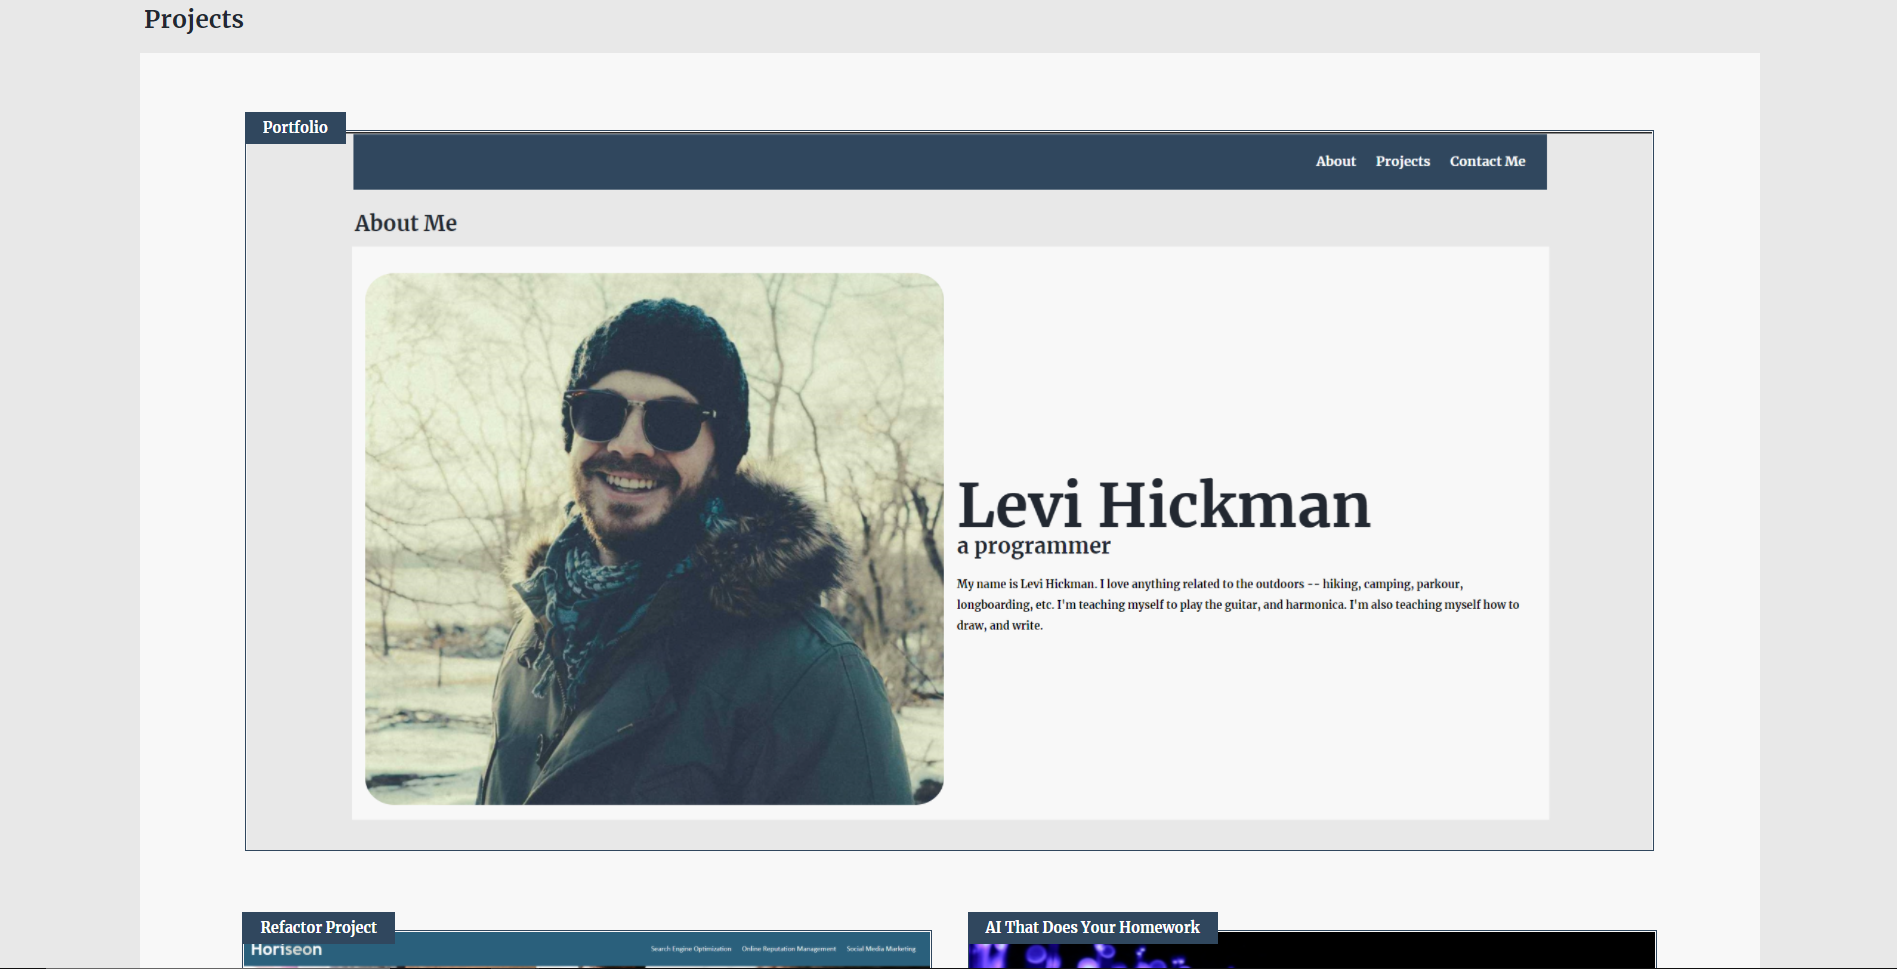 Projects
Portfolio
About Projects Contact Me
About Me
Levi Hickman
a programmer
My name is Levi Hickman. I love anything related to the outdoors -- hiking, camping, parkour,
longboarding, etc. I'm teaching myself to play the guitar, and harmonica. I'm also teaching myself how to
draw, and write.
Refactor Project
Horiseon
Search Engine Optimization Online Reputation Management Social Media Marketing
AI That Does Your Homework